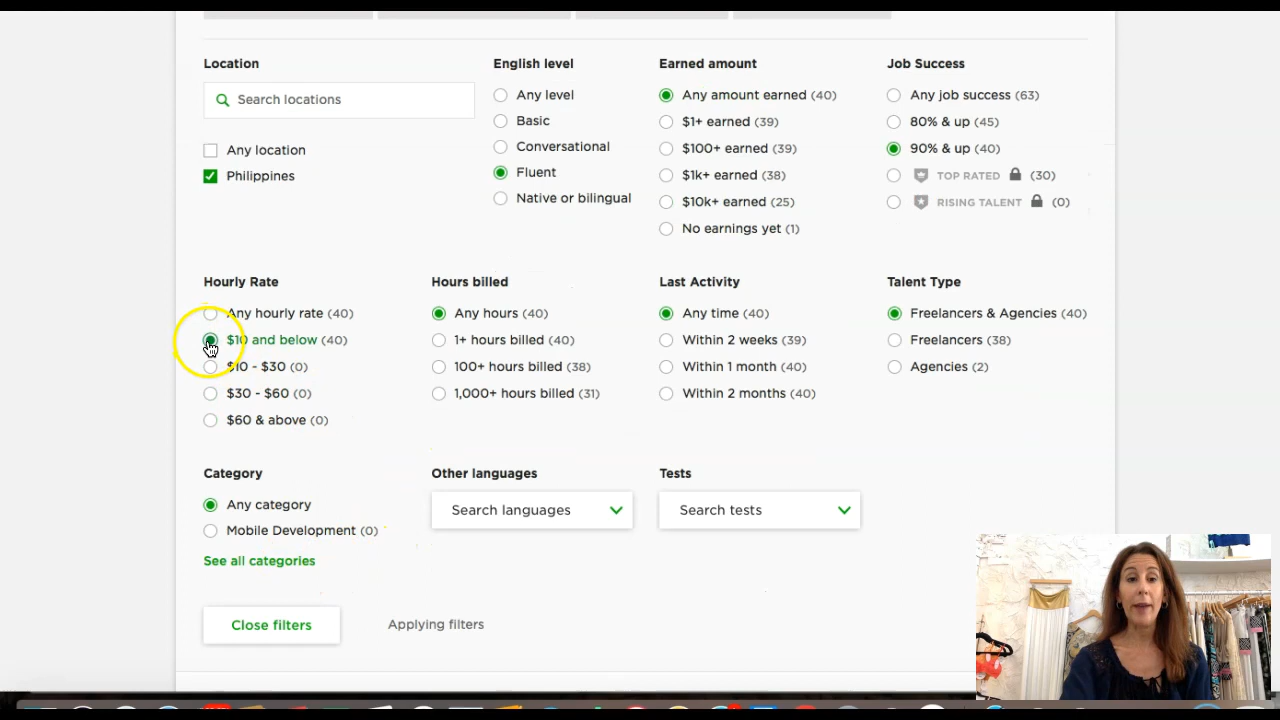 Location
English level
Earned amount
Job Success
Search locations
Any level
Any amount earned (40)
Any job success (63)
Basic
$1+ earned (39)
80% & up (45)
Any location
Conversational
$100+ earned (39)
90% & up (40)
Philippines
Fluent
$1k+ earned (38)
TOP RATED (30)
Native or bilingual
$10k+ earned (25)
RISING TALENT (0)
No earnings yet (1)
Hourly Rate
Hours billed
Last Activity
Talent Type
Any hourly rate (40)
Any hours (40)
Any time (40)
Freelancers & Agencies (40)
$10 and below (40)
1+ hours billed (40)
Within 2 weeks (39)
Freelancers (38)
$10 - $30 (0)
100+ hours billed (38)
Within 1 month (40)
Agencies (2)
$30 - $60 (0)
1,000+ hours billed (31)
Within 2 months (40)
$60 & above (0)
Category
Other languages
Tests
Any category
Search languages
Search tests
Mobile Development (0)
See all categories
Close filters
Applying filters